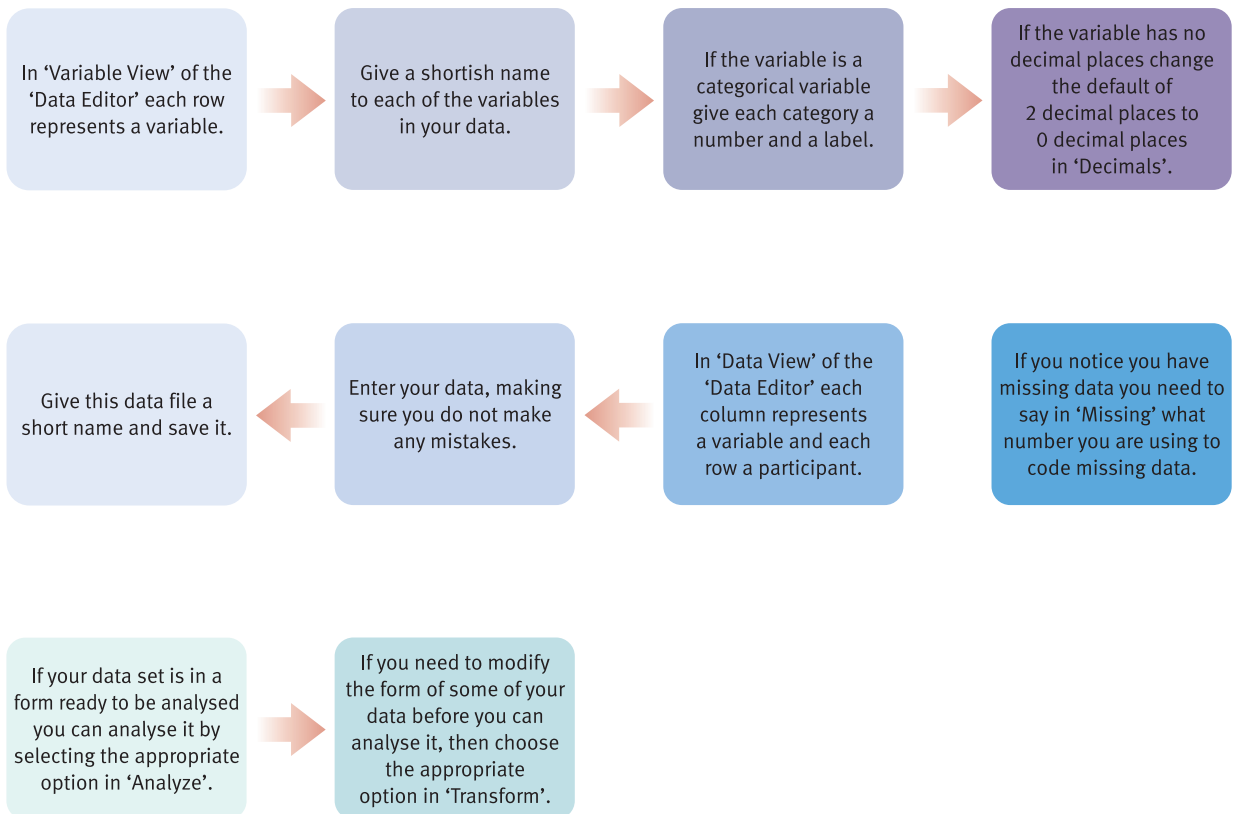 In ‘Variable View’ of the
‘Data Editor’ each row
represents a variable.
Give a shortish name
to each of the variables
in your data.
If the variable is a
categorical variable
give each category a
number and a label.
If the variable has no
decimal places change
the default of
2 decimal places to
0 decimal places
in ‘Decimals’.
If you notice you have
missing data you need to
say in ‘Missing’ what
number you are using to
code missing data.
In ‘Data View’ of the
‘Data Editor’ each
column represents
a variable and each
row a participant.
Enter your data, making
sure you do not make
any mistakes.
Give this data file a
short name and save it.
If your data set is in a
form ready to be analysed
you can analyse it by
selecting the appropriate
option in ‘Analyze’.
If you need to modify
the form of some of your
data before you can
analyse it, then choose
the appropriate
option in ‘Transform’.